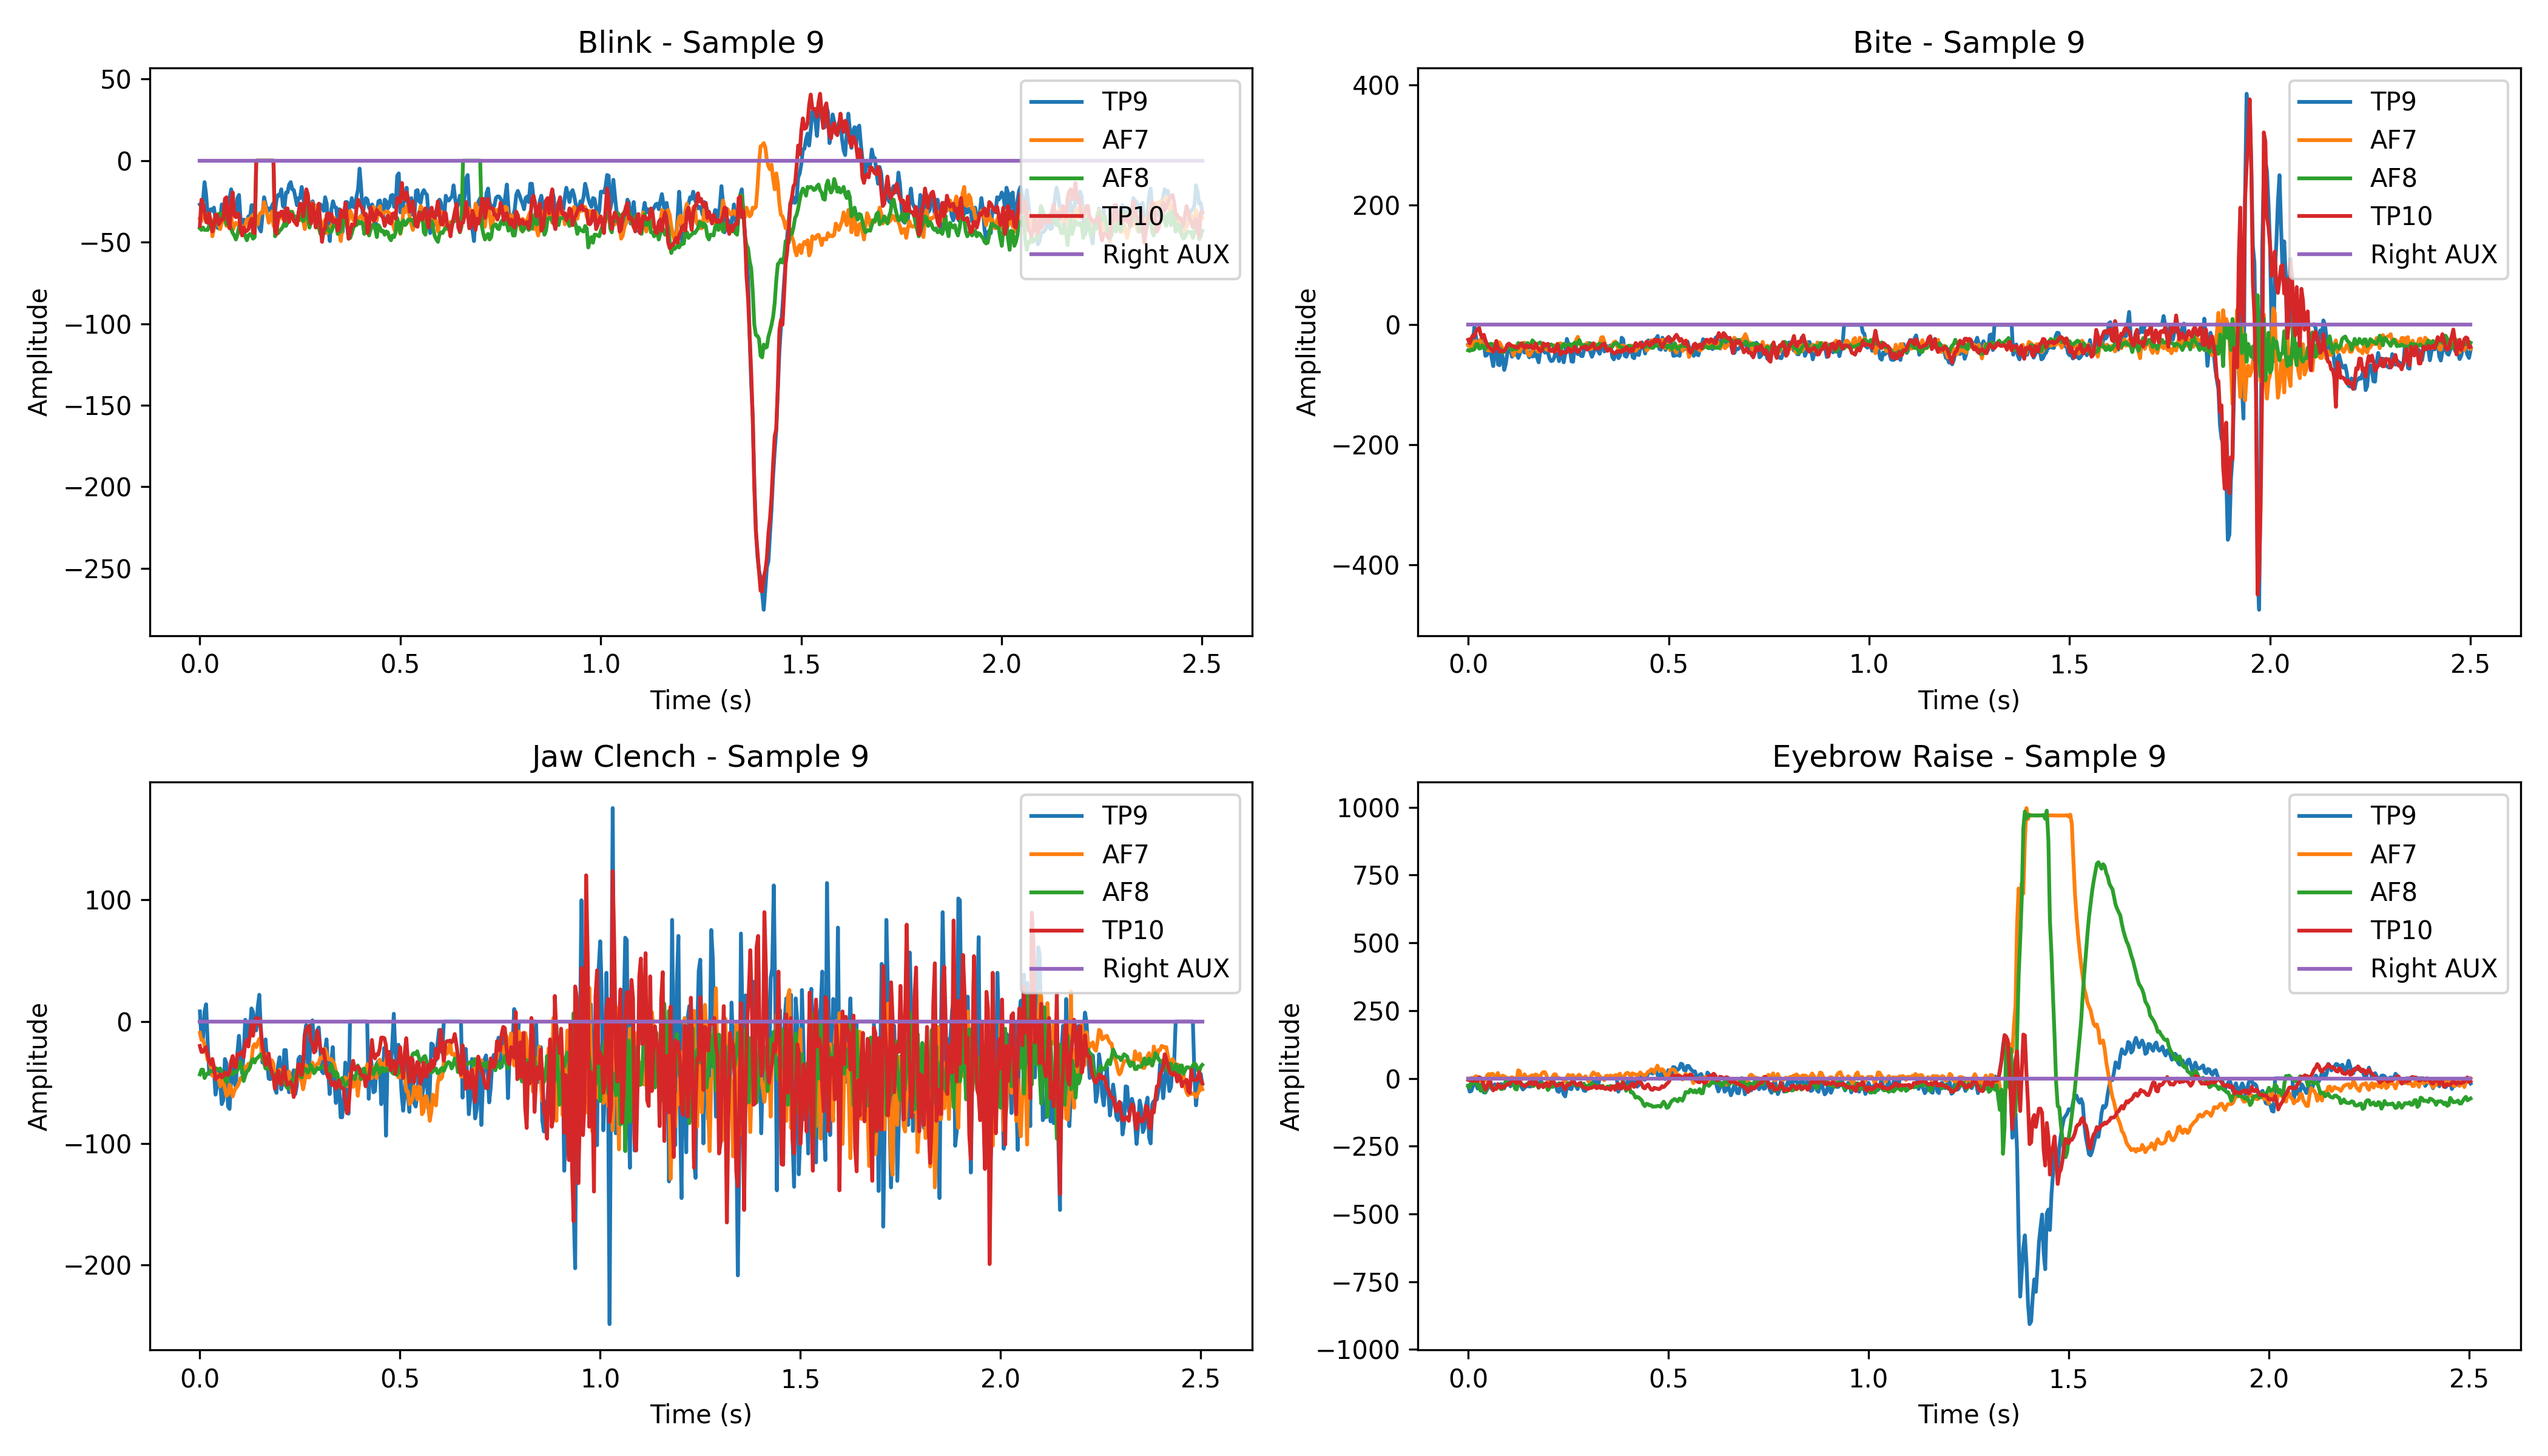 Blink - Sample 9
50
0
−50
−100
−150
−200
−250
Amplitude
0.0 0.5 1.0 1.5 2.0 2.5
Time (s)
TP9
AF7
AF8
TP10
Right AUX
Bite - Sample 9
400
200
0
−200
−400
Amplitude
0.0 0.5 1.0 1.5 2.0 2.5
Time (s)
TP9
AF7
AF8
TP10
Right AUX
Jaw Clench - Sample 9
100
0
−100
−200
Amplitude
0.0 0.5 1.0 1.5 2.0 2.5
Time (s)
TP9
AF7
AF8
TP10
Right AUX
Eyebrow Raise - Sample 9
1000
750
500
250
0
−250
−500
−750
−1000
Amplitude
0.0 0.5 1.0 1.5 2.0 2.5
Time (s)
TP9
AF7
AF8
TP10
Right AUX